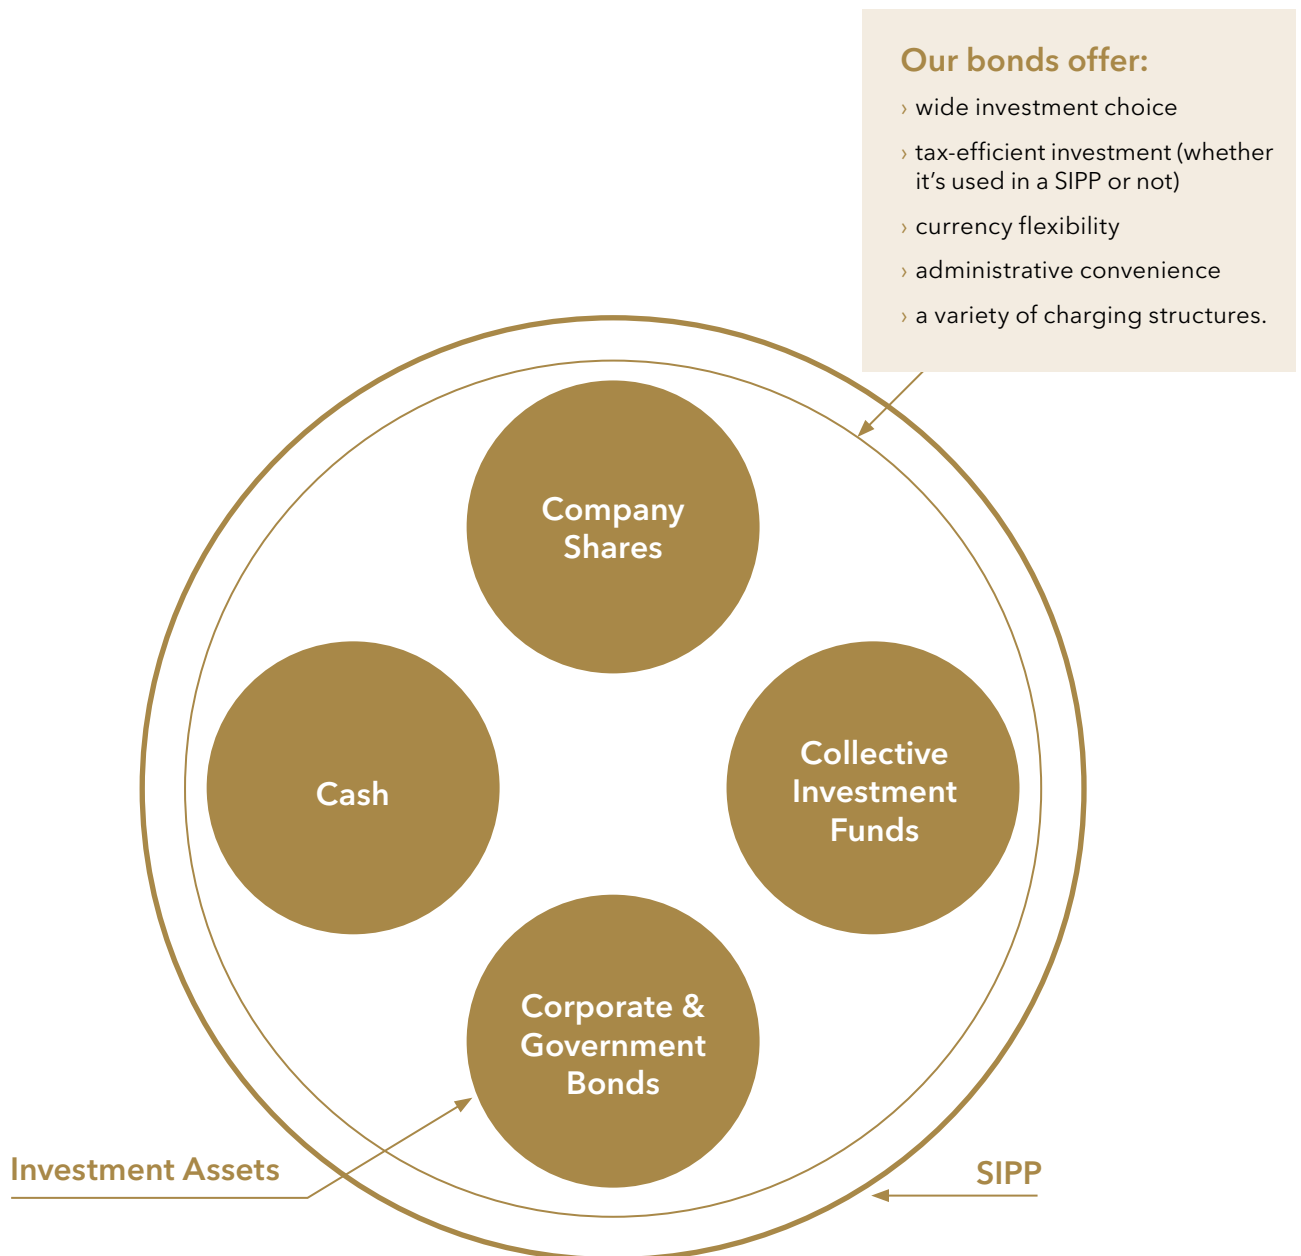 Our bonds offer:
› wide investment choice
› tax-efficient investment (whether
it’s used in a SIPP or not)
› currency flexibility
› administrative convenience
› a variety of charging structures.
Company
Shares
Cash
Collective
Investment
Funds
Corporate &
Government
Bonds
Investment Assets
SIPP